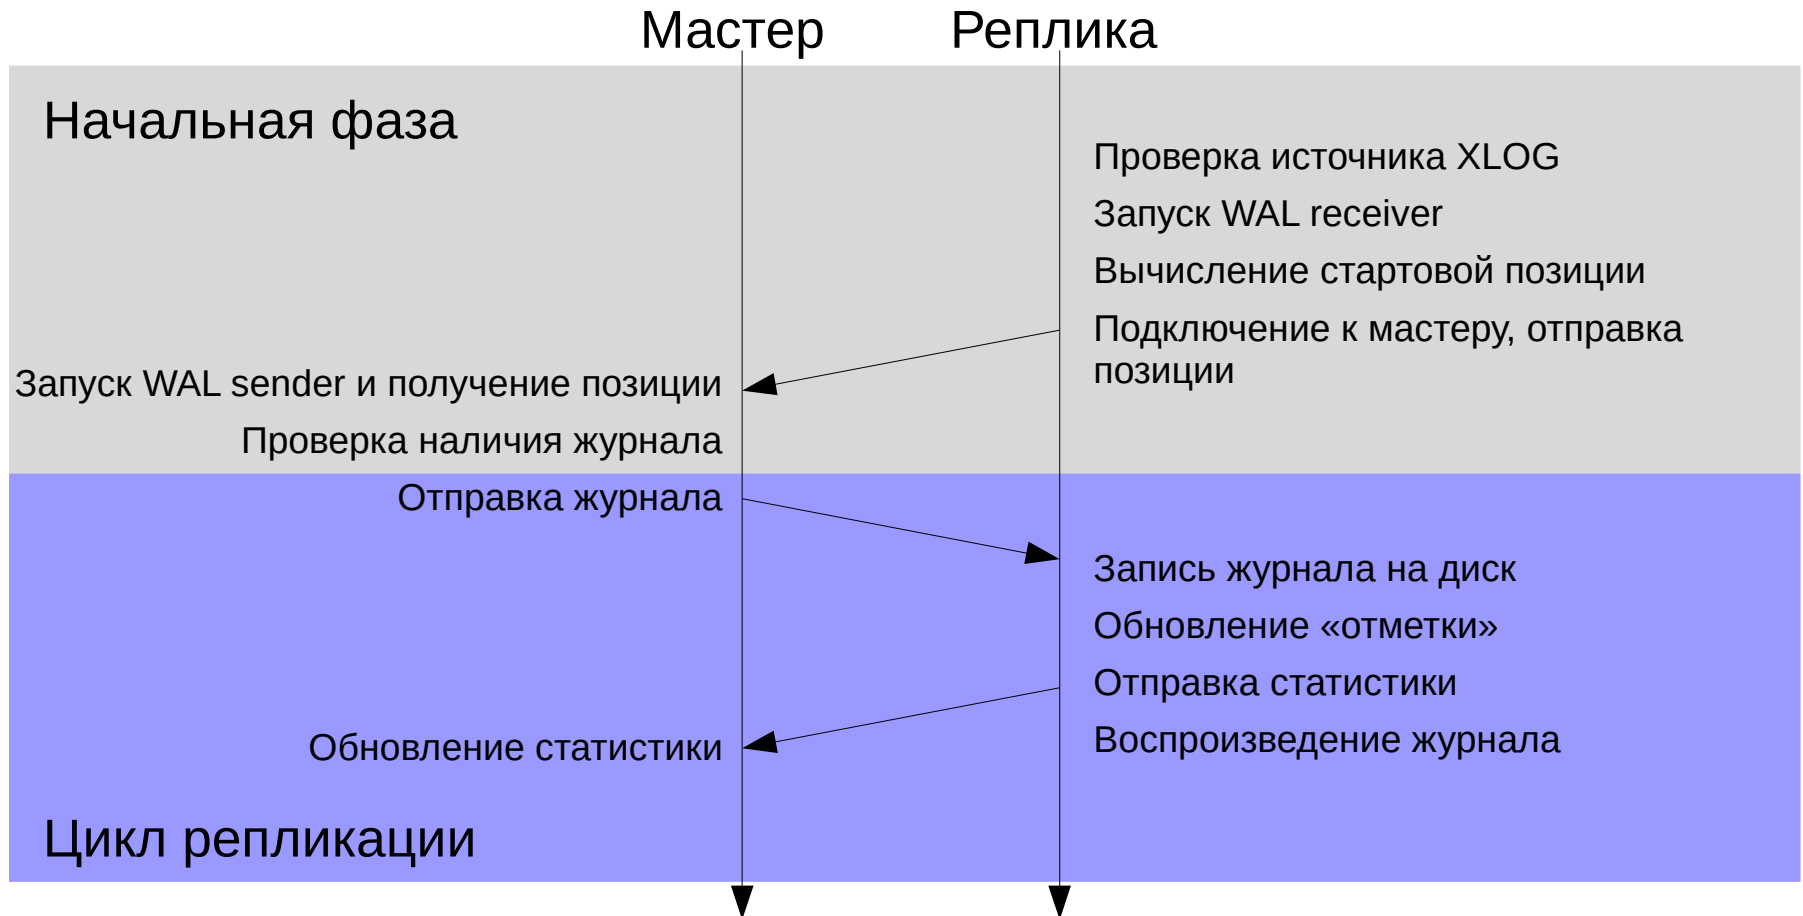 Мастер
Реплика
Начальная фаза
Проверка источника XLOG
Запуск WAL receiver
Вычисление стартовой позиции
Подключение к мастеру, отправка
позиции
Запуск WAL sender и получение позиции
Проверка наличия журнала
Отправка журнала
Запись журнала на диск
Обновление «отметки»
Отправка статистики
Воспроизведение журнала
Обновление статистики
Цикл репликации